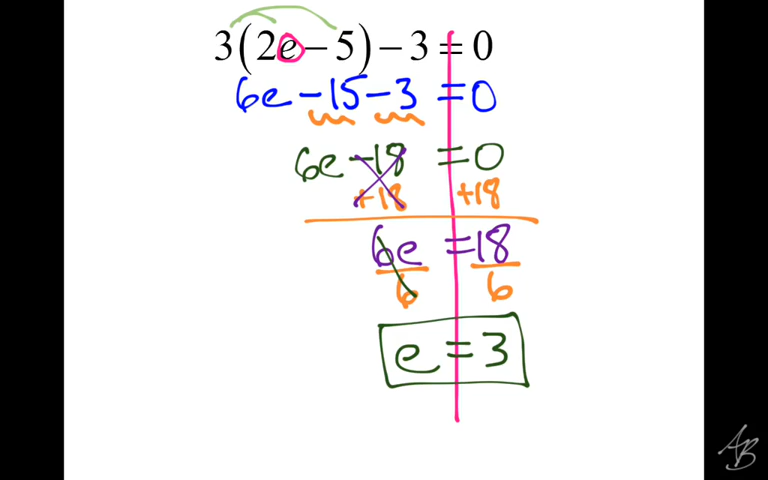 3(2e − 5) − 3 = 0
6e − 15 − 3 = 0
6e − 18 = 0
+18 +18
6e = 18
6 6
e = 3
AB